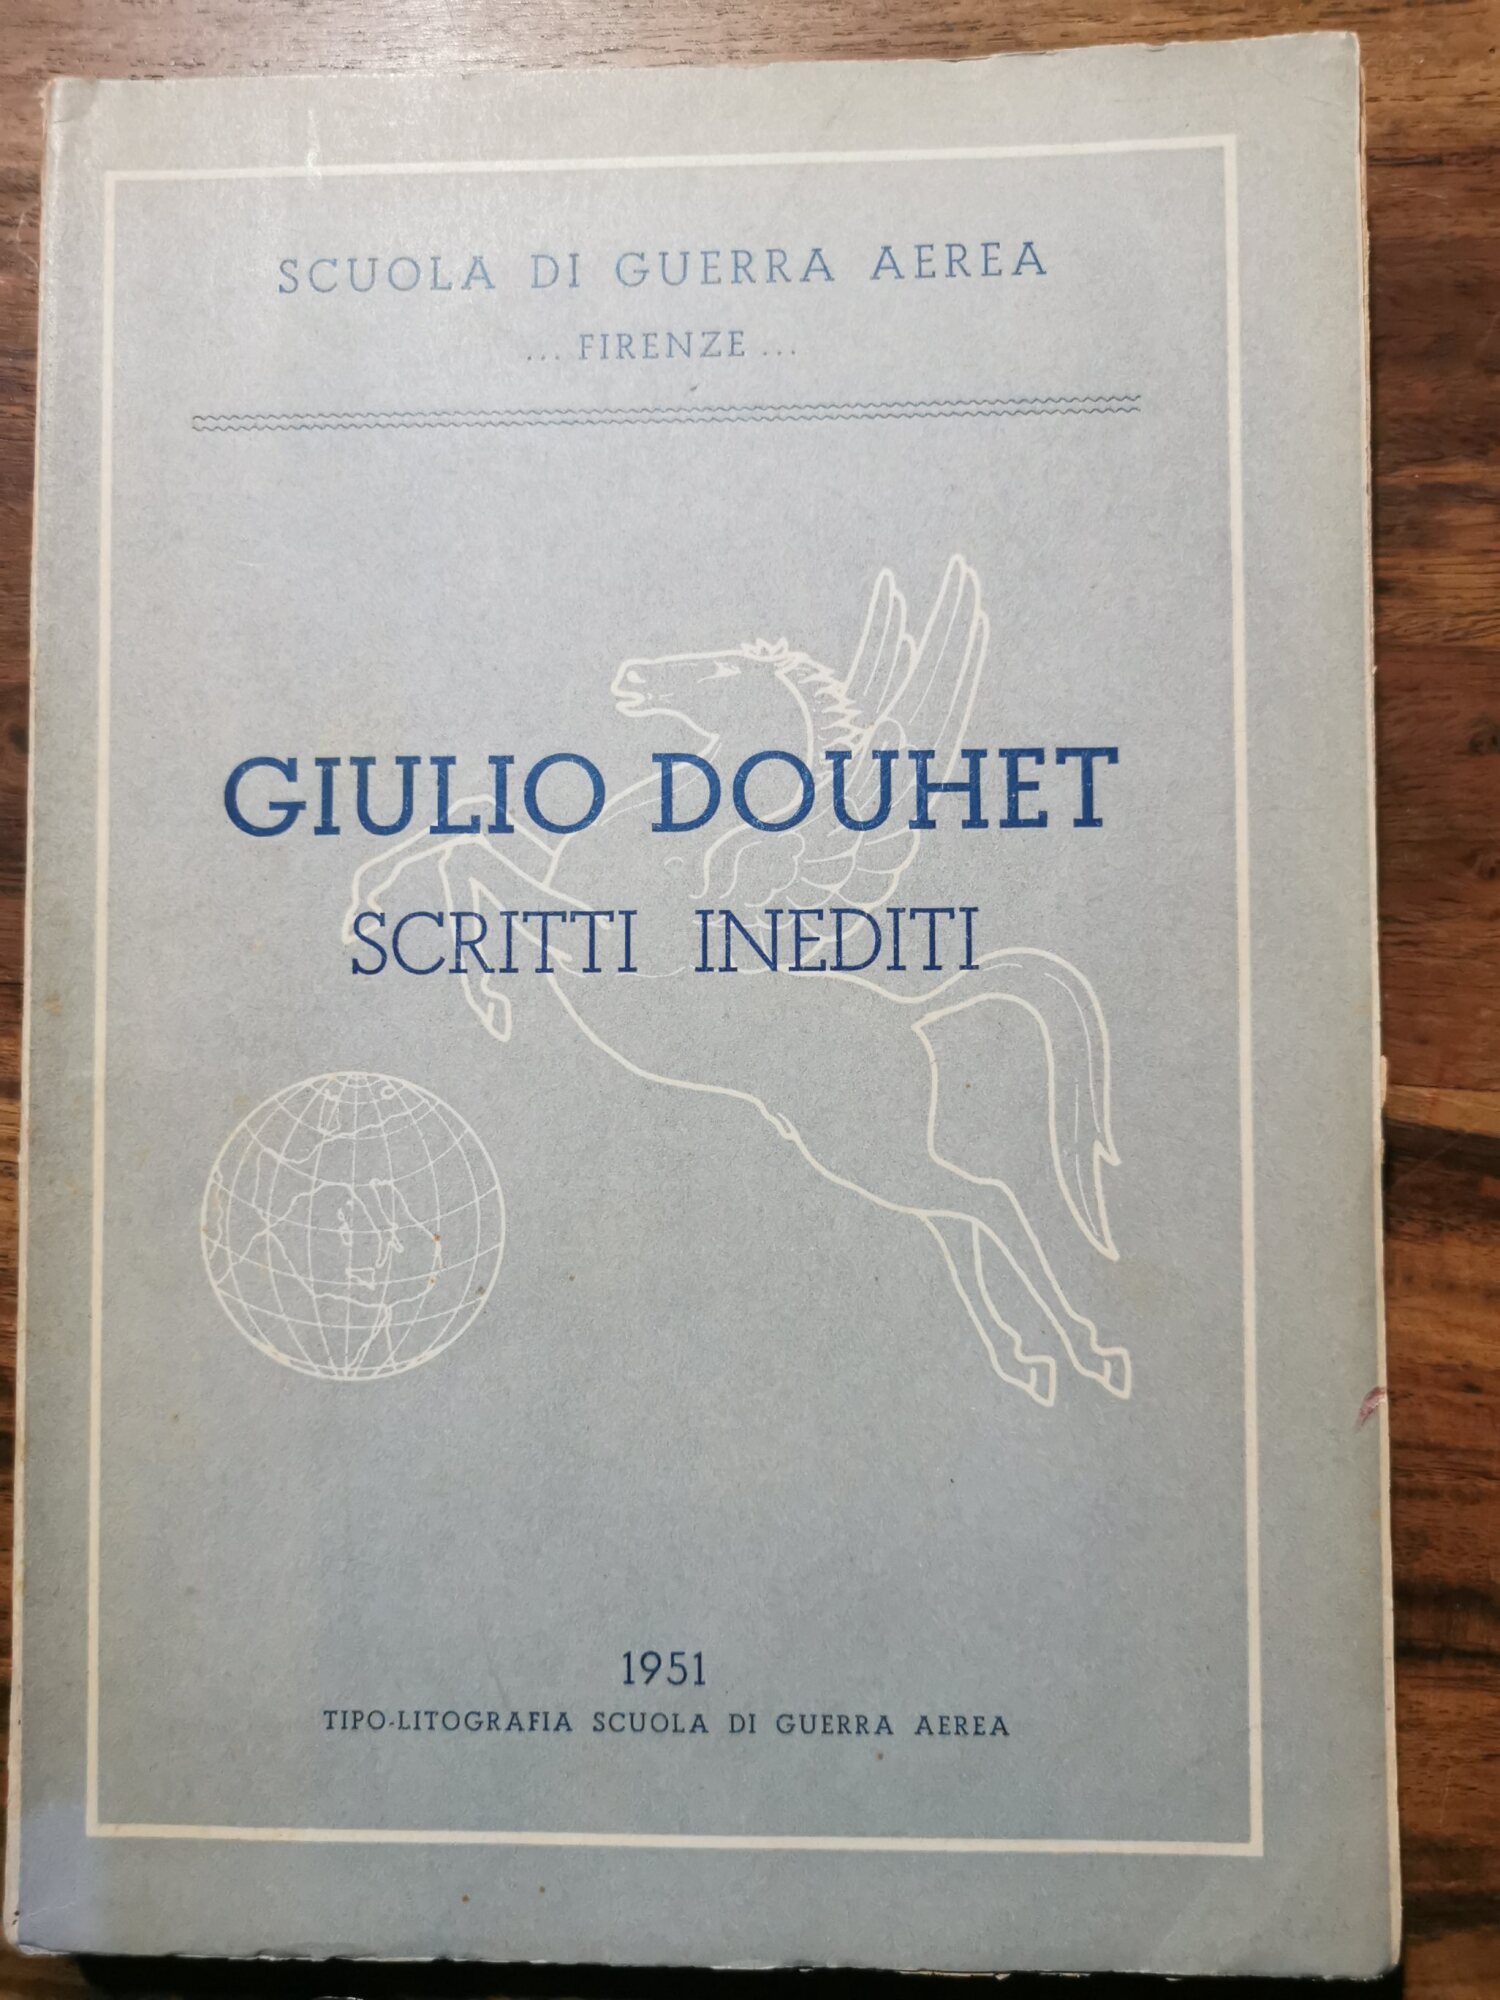 SCUOLA DI GUERRA AEREA
... FIRENZE ...
GIULIO DOUHET
SCRITTI INEDITI
1951
TIPO-LITOGRAFIA SCUOLA DI GUERRA AEREA